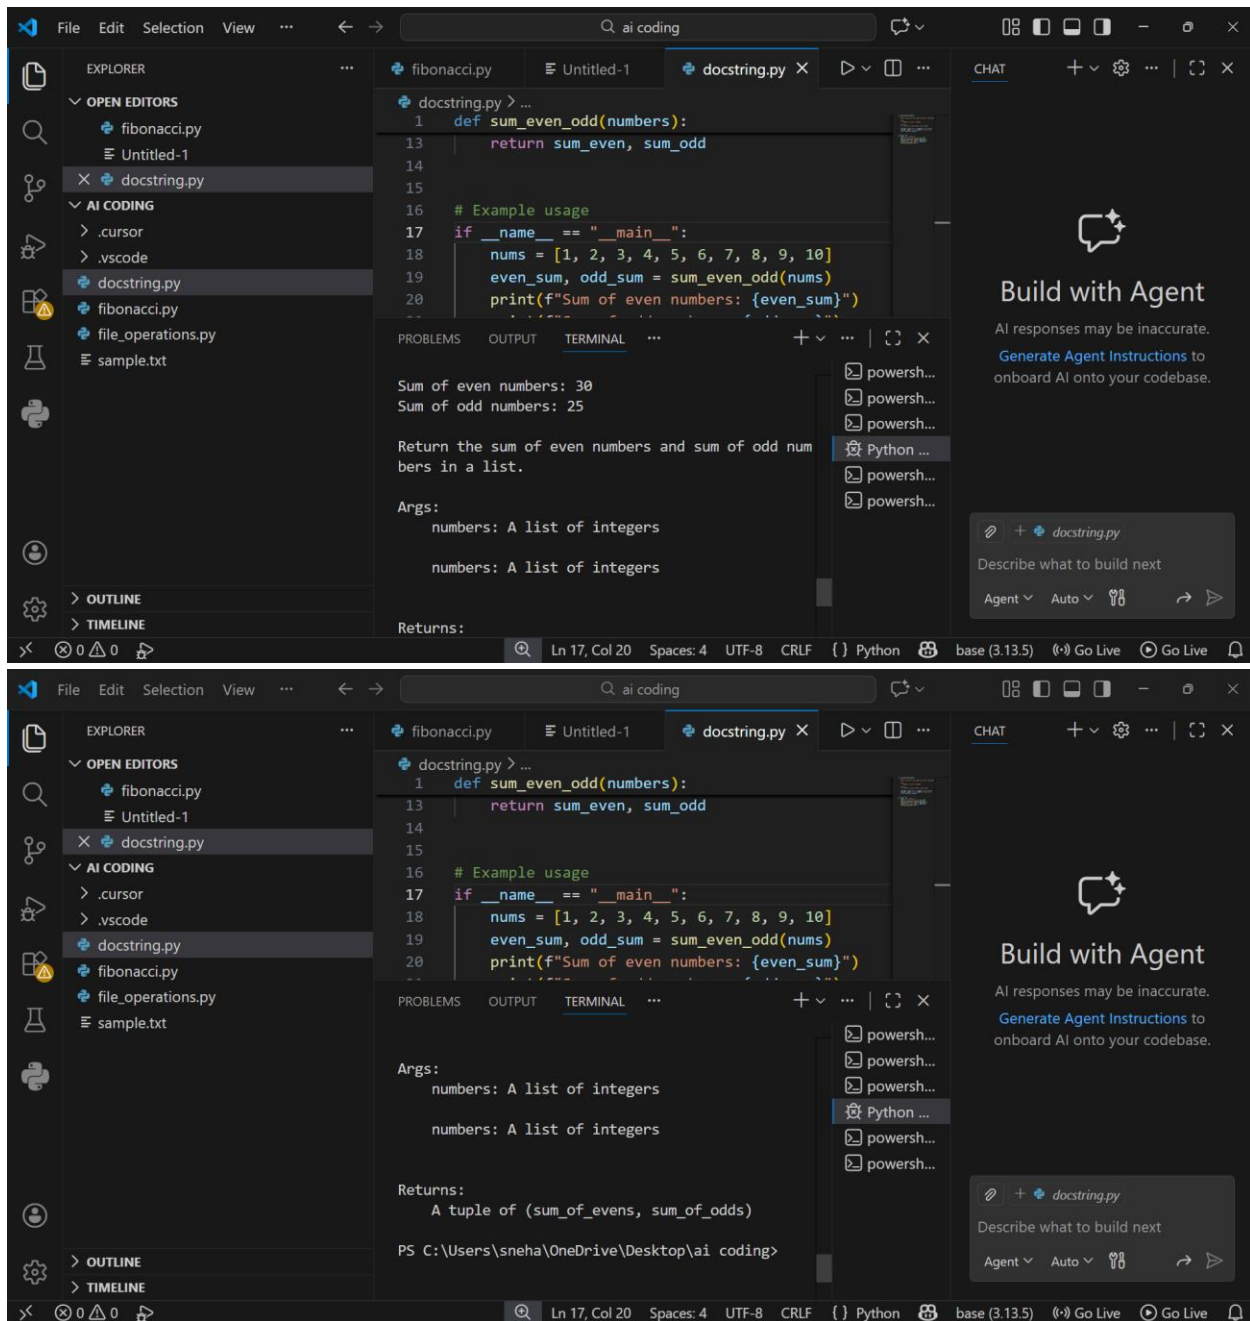 File Edit Selection View ··· ai coding
EXPLORER ···
OPEN EDITORS
fibonacci.py
Untitled-1
docstring.py
AI CODING
.cursor
.vscode
docstring.py
fibonacci.py
file_operations.py
sample.txt
OUTLINE
TIMELINE
fibonacci.py Untitled-1 docstring.py
docstring.py > ...
1 def sum_even_odd(numbers):
13 return sum_even, sum_odd
14
15
16 # Example usage
17 if __name__ == "__main__":
18 nums = [1, 2, 3, 4, 5, 6, 7, 8, 9, 10]
19 even_sum, odd_sum = sum_even_odd(nums)
20 print(f"Sum of even numbers: {even_sum}")
PROBLEMS OUTPUT TERMINAL ···
Sum of even numbers: 30
Sum of odd numbers: 25
Return the sum of even numbers and sum of odd num
bers in a list.
Args:
numbers: A list of integers
numbers: A list of integers
Returns:
powersh...
powersh...
powersh...
Python ...
powersh...
powersh...
CHAT
Build with Agent
AI responses may be inaccurate.
Generate Agent Instructions to
onboard AI onto your codebase.
docstring.py
Describe what to build next
Agent Auto
0 0 Ln 17, Col 20 Spaces: 4 UTF-8 CRLF { } Python base (3.13.5) Go Live Go Live
File Edit Selection View ··· ai coding
EXPLORER ···
OPEN EDITORS
fibonacci.py
Untitled-1
docstring.py
AI CODING
.cursor
.vscode
docstring.py
fibonacci.py
file_operations.py
sample.txt
OUTLINE
TIMELINE
fibonacci.py Untitled-1 docstring.py
docstring.py > ...
1 def sum_even_odd(numbers):
13 return sum_even, sum_odd
14
15
16 # Example usage
17 if __name__ == "__main__":
18 nums = [1, 2, 3, 4, 5, 6, 7, 8, 9, 10]
19 even_sum, odd_sum = sum_even_odd(nums)
20 print(f"Sum of even numbers: {even_sum}")
PROBLEMS OUTPUT TERMINAL ···
Args:
numbers: A list of integers
numbers: A list of integers
Returns:
A tuple of (sum_of_evens, sum_of_odds)
PS C:\Users\sneha\OneDrive\Desktop\ai coding>
powersh...
powersh...
powersh...
Python ...
powersh...
powersh...
CHAT
Build with Agent
AI responses may be inaccurate.
Generate Agent Instructions to
onboard AI onto your codebase.
docstring.py
Describe what to build next
Agent Auto
0 0 Ln 17, Col 20 Spaces: 4 UTF-8 CRLF { } Python base (3.13.5) Go Live Go Live